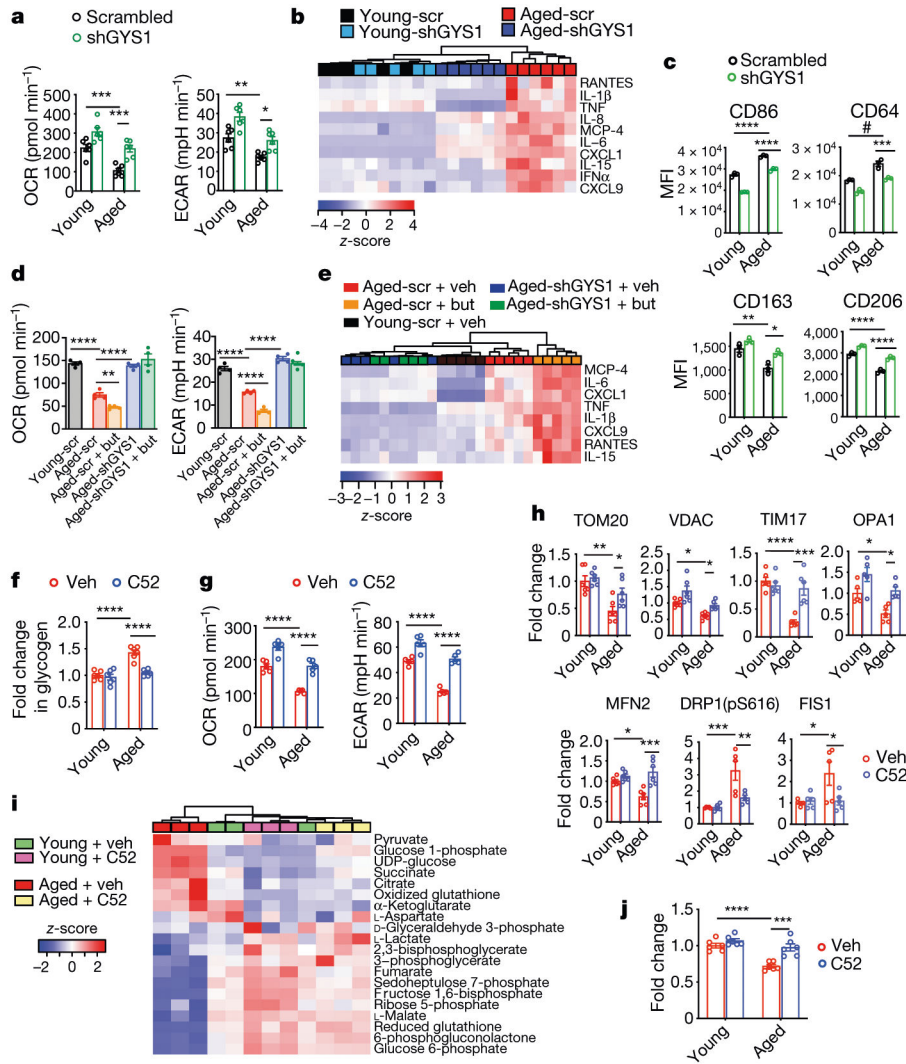 a
Scrambled
shGYS1
OCR (pmol min⁻¹)
500
400
300
200
100
0
***
***
Young
Aged
ECAR (mpH min⁻¹)
60
40
20
0
**
*
Young
Aged
b
Young-scr
Young-shGYS1
Aged-scr
Aged-shGYS1
RANTES
IL-1β
TNF
IL-8
MCP-4
IL–6
CXCL1
IL-15
IFNα
CXCL9
−4 −2 0 2 4
z-score
c
Scrambled
shGYS1
CD86
****
****
4 × 10⁴
3 × 10⁴
2 × 10⁴
1 × 10⁴
0
MFI
Young
Aged
CD64
#
***
3 × 10⁴
2 × 10⁴
1 × 10⁴
0
Young
Aged
CD163
**
*
1,500
1,000
500
0
MFI
Young
Aged
CD206
****
****
4,000
3,000
2,000
1,000
0
Young
Aged
d
OCR (pmol min⁻¹)
200
150
100
50
0
****
****
**
Young-scr
Aged-scr
Aged-scr + but
Aged-shGYS1
Aged-shGYS1 + but
ECAR (mpH min⁻¹)
40
30
20
10
0
****
****
****
Young-scr
Aged-scr
Aged-scr + but
Aged-shGYS1
Aged-shGYS1 + but
e
Aged-scr + veh
Aged-scr + but
Young-scr + veh
Aged-shGYS1 + veh
Aged-shGYS1 + but
MCP-4
IL-6
CXCL1
TNF
IL-1β
CXCL9
RANTES
IL-15
−3 −2 −1 0 1 2 3
z-score
f
Veh
C52
Fold change
in glycogen
2.0
1.5
1.0
0.5
0
****
****
Young
Aged
g
Veh
C52
OCR (pmol min⁻¹)
300
200
100
0
****
****
Young
Aged
ECAR (mpH min⁻¹)
80
60
40
20
0
****
****
Young
Aged
h
TOM20
Fold change
1.5
1.0
0.5
0
**
*
Young
Aged
VDAC
2.0
1.5
1.0
0.5
0
*
*
Young
Aged
TIM17
1.5
1.0
0.5
0
****
***
Young
Aged
OPA1
2.0
1.5
1.0
0.5
0
*
*
Young
Aged
MFN2
Fold change
2.0
1.5
1.0
0.5
0
*
***
Young
Aged
DRP1(pS616)
5
4
3
2
1
0
***
**
Young
Aged
FIS1
4
3
2
1
0
*
*
Young
Aged
Veh
C52
i
Young + veh
Young + C52
Aged + veh
Aged + C52
z-score
−2 0 2
Pyruvate
Glucose 1-phosphate
UDP-glucose
Succinate
Citrate
Oxidized glutathione
α-Ketoglutarate
L-Aspartate
D-Glyceraldehyde 3-phosphate
L-Lactate
2,3-bisphosphoglycerate
3–phosphoglycerate
Fumarate
Sedoheptulose 7-phosphate
Fructose 1,6-bisphosphate
Ribose 5-phosphate
L-Malate
Reduced glutathione
6-phosphogluconolactone
Glucose 6-phosphate
j
Fold change
1.5
1.0
0.5
0
****
***
Young
Aged
Veh
C52